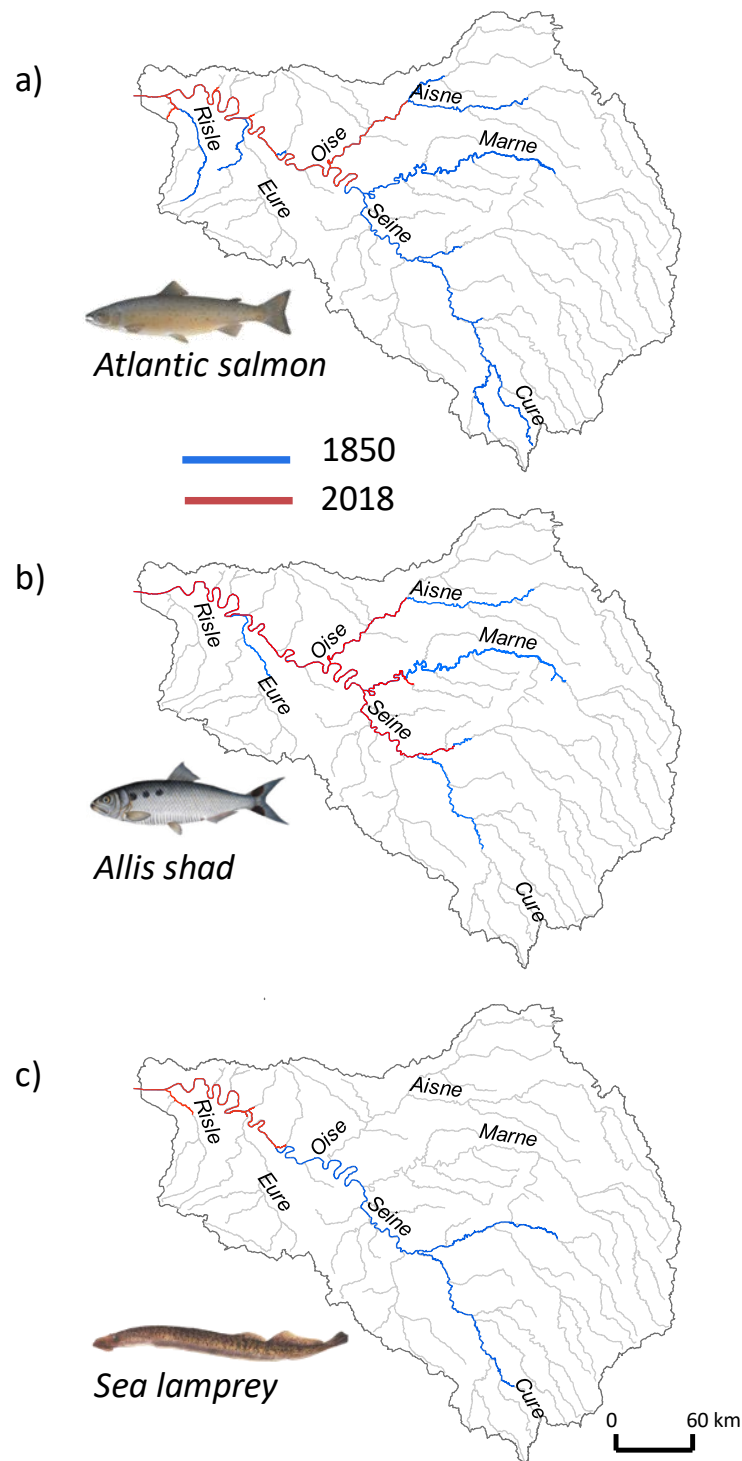 a)
Aisne
Risle
Oise
Marne
Eure
Seine
Atlantic salmon
Cure
1850
2018
b)
Aisne
Risle
Oise
Marne
Eure
Seine
Allis shad
Cure
c)
Aisne
Risle
Oise
Marne
Eure
Seine
Sea lamprey
Cure
0 60 km